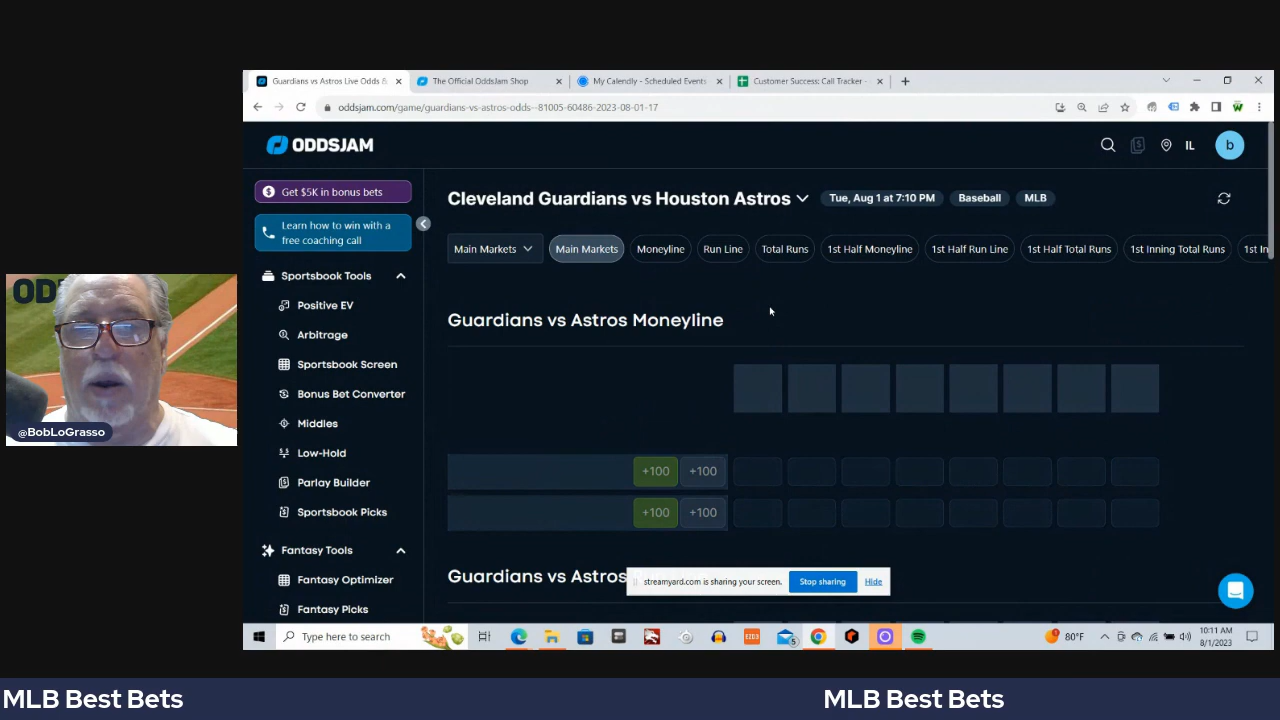 Guardians vs Astros Live Odds &
The Official OddsJam Shop
My Calendly - Scheduled Events
Customer Success: Call Tracker -
oddsjam.com/game/guardians-vs-astros-odds--81005-60486-2023-08-01-17
ODDSJAM
IL
b
Get $5K in bonus bets
Learn how to win with a
free coaching call
Sportsbook Tools
Positive EV
Arbitrage
Sportsbook Screen
Bonus Bet Converter
Middles
Low-Hold
Parlay Builder
Sportsbook Picks
Fantasy Tools
Fantasy Optimizer
Fantasy Picks
Cleveland Guardians vs Houston Astros
Tue, Aug 1 at 7:10 PM
Baseball
MLB
Main Markets
Main Markets
Moneyline
Run Line
Total Runs
1st Half Moneyline
1st Half Run Line
1st Half Total Runs
1st Inning Total Runs
1st In
Guardians vs Astros Moneyline
+100 +100
+100 +100
Guardians vs Astros
streamyard.com is sharing your screen.
Stop sharing
Hide
OD
@BobLoGrasso
Type here to search
5
80°F
10:11 AM
8/1/2023
MLB Best Bets
MLB Best Bets